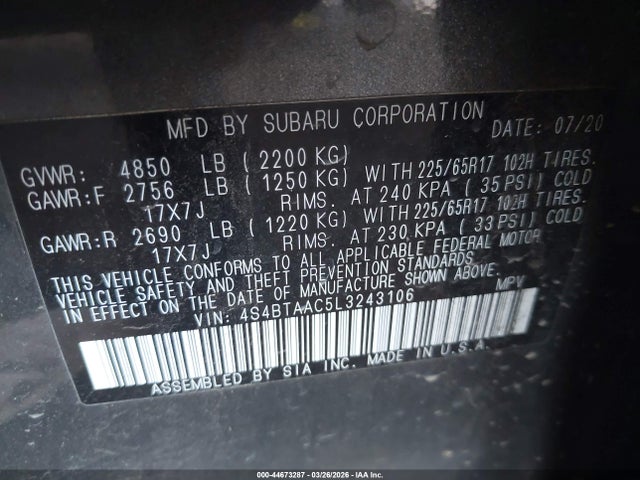 MFD BY SUBARU CORPORATION DATE: 07/20
GVWR: 4850 LB ( 2200 KG)
GAWR:F 2756 LB ( 1250 KG) WITH 225/65R17 102H TIRES.
17X7J RIMS. AT 240 KPA ( 35 PSI) COLD
GAWR:R 2690 LB ( 1220 KG) WITH 225/65R17 102H TIRES.
17X7J RIMS. AT 230 KPA ( 33 PSI) COLD
THIS VEHICLE CONFORMS TO ALL APPLICABLE FEDERAL MOTOR
VEHICLE SAFETY AND THEFT PREVENTION STANDARDS
IN EFFECT ON THE DATE OF MANUFACTURE SHOWN ABOVE.
VIN: 4S4BTAAC5L3243106 MPV
ASSEMBLED BY SIA INC. MADE IN U.S.A.
000-44673287 | 03/26/2026 | IAA Inc.